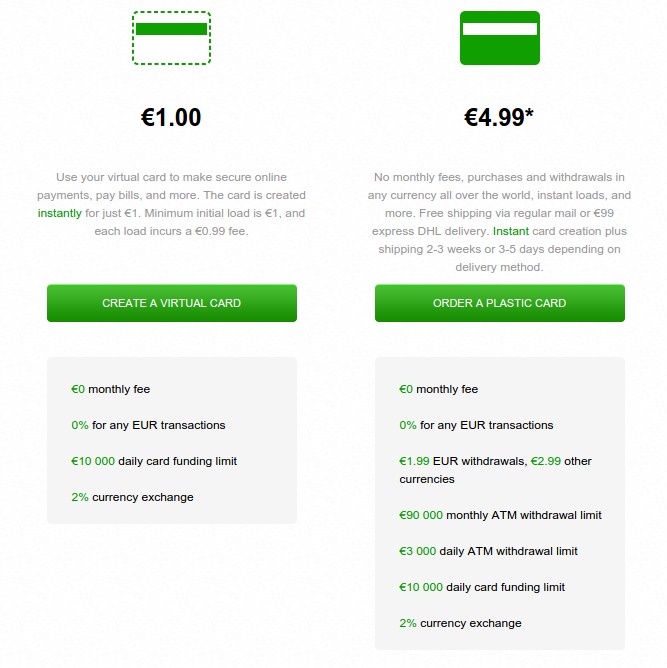 €1.00
Use your virtual card to make secure online
payments, pay bills, and more. The card is created
instantly for just €1. Minimum initial load is €1, and
each load incurs a €0.99 fee.
CREATE A VIRTUAL CARD
€0 monthly fee
0% for any EUR transactions
€10 000 daily card funding limit
2% currency exchange
€4.99*
No monthly fees, purchases and withdrawals in
any currency all over the world, instant loads, and
more. Free shipping via regular mail or €99
express DHL delivery. Instant card creation plus
shipping 2-3 weeks or 3-5 days depending on
delivery method.
ORDER A PLASTIC CARD
€0 monthly fee
0% for any EUR transactions
€1.99 EUR withdrawals, €2.99 other
currencies
€90 000 monthly ATM withdrawal limit
€3 000 daily ATM withdrawal limit
€10 000 daily card funding limit
2% currency exchange